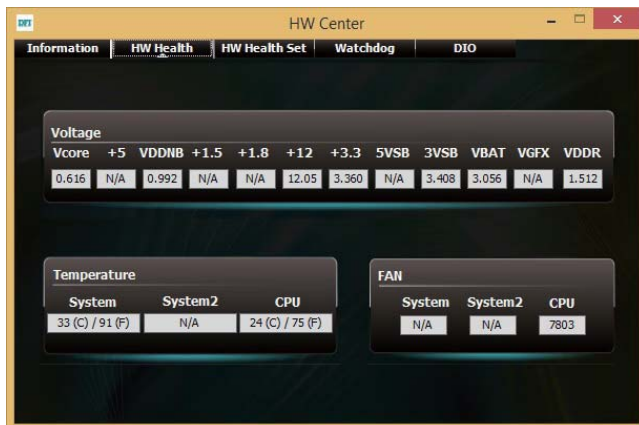 DFI HW Center
Information HW Health HW Health Set Watchdog DIO
Voltage
Vcore +5 VDDNB +1.5 +1.8 +12 +3.3 5VSB 3VSB VBAT VGFX VDDR
0.616 N/A 0.992 N/A N/A 12.05 3.360 N/A 3.408 3.056 N/A 1.512
Temperature
System System2 CPU
33 (C) / 91 (F) N/A 24 (C) / 75 (F)
FAN
System System2 CPU
N/A N/A 7803